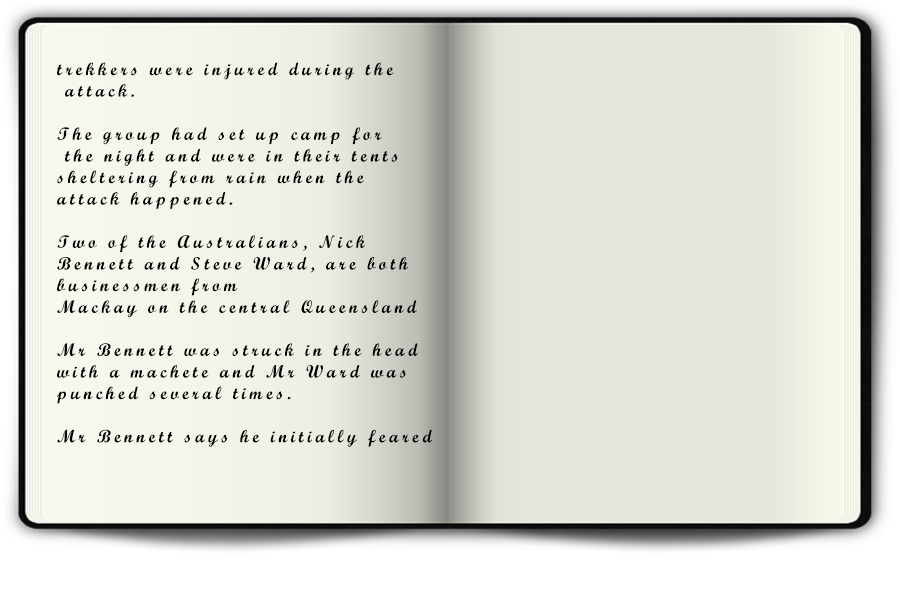 trekkers were injured during the
attack.
The group had set up camp for
the night and were in their tents
sheltering from rain when the
attack happened.
Two of the Australians, Nick
Bennett and Steve Ward, are both
businessmen from
Mackay on the central Queensland
Mr Bennett was struck in the head
with a machete and Mr Ward was
punched several times.
Mr Bennett says he initially feared